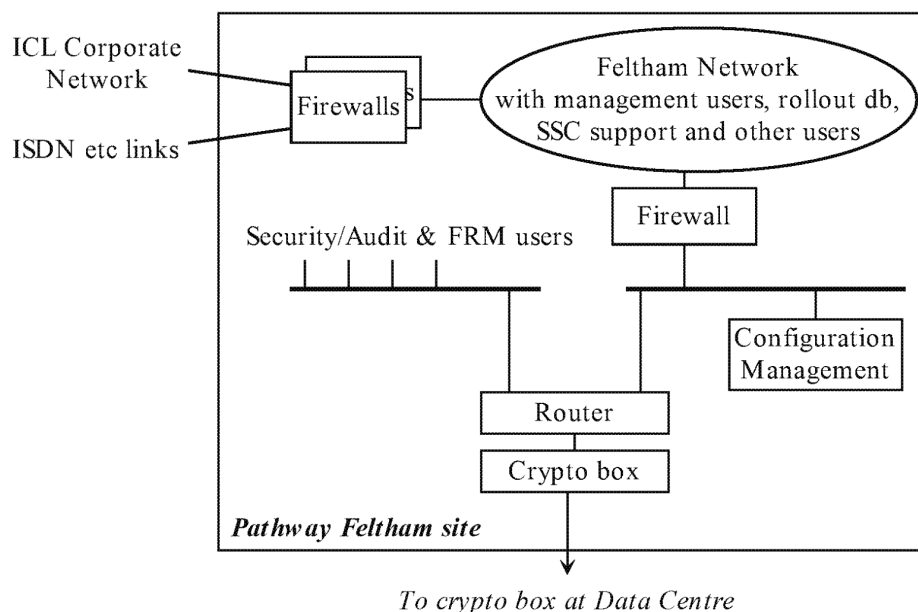 ICL Corporate
Network
Firewalls
s
ISDN etc links
Feltham Network
with management users, rollout db,
SSC support and other users
Firewall
Security/Audit & FRM users
Configuration
Management
Router
Crypto box
Pathway Feltham site
To crypto box at Data Centre